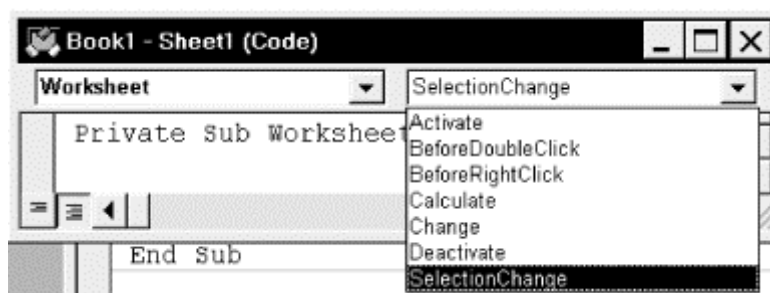 Book1 - Sheet1 (Code)
Worksheet
SelectionChange
Private Sub Worksheet
Activate
BeforeDoubleClick
BeforeRightClick
Calculate
Change
Deactivate
SelectionChange
End Sub